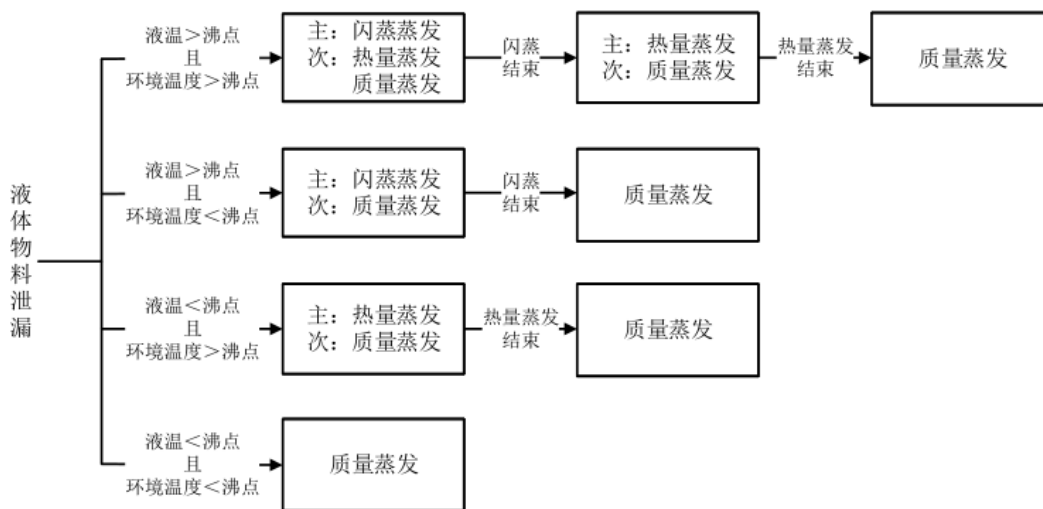 液体物料泄漏
液温＞沸点
且
环境温度＞沸点
主：闪蒸蒸发
次：热量蒸发
质量蒸发
闪蒸
结束
主：热量蒸发
次：质量蒸发
热量蒸发
结束
质量蒸发
液温＞沸点
且
环境温度＜沸点
主：闪蒸蒸发
次：质量蒸发
闪蒸
结束
质量蒸发
液温＜沸点
且
环境温度＞沸点
主：热量蒸发
次：质量蒸发
热量蒸发
结束
质量蒸发
液温＜沸点
且
环境温度＜沸点
质量蒸发